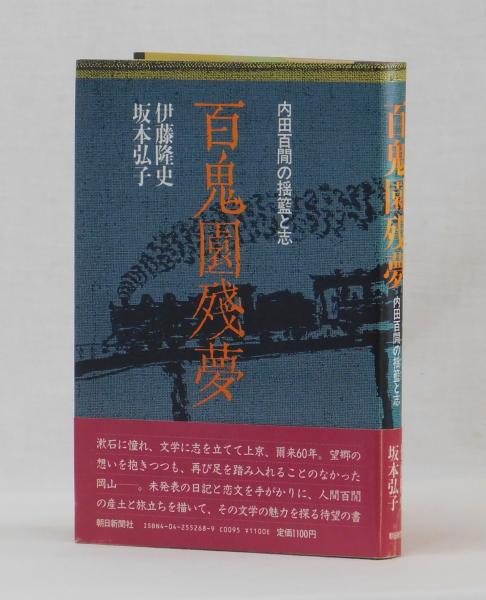 内田百閒の揺籃と志
百鬼園残夢
伊藤隆史
坂本弘子
漱石に憧れ、文学に志を立てて上京、爾来60年。望郷の
想いを抱きつつも、再び足を踏み入れることのなかった
岡山――。未発表の日記と恋文を手がかりに、人間百閒
の産土と旅立ちを描いて、その文学の魅力を探る待望の書
朝日新聞社
ISBN4-04-255268-9 C0095 ¥1100E
定価1100円
百鬼園残夢
内田百閒の揺籃と志
坂本弘子